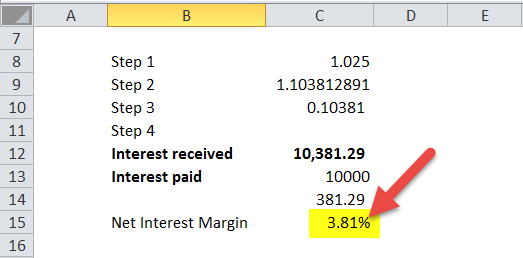 A B C D E
7
8 Step 1 1.025
9 Step 2 1.103812891
10 Step 3 0.10381
11 Step 4
12 Interest received 10,381.29
13 Interest paid 10000
14 381.29
15 Net Interest Margin 3.81%
16